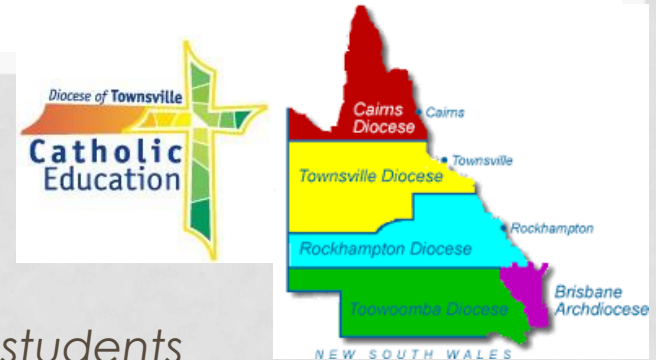 Diocese of Townsville
Catholic
Education
Cairns
Diocese
Cairns
Townsville
Townsville Diocese
Rockhampton
Rockhampton Diocese
Toowoomba Diocese
Brisbane
Archdiocese
NEW SOUTH WALES
students